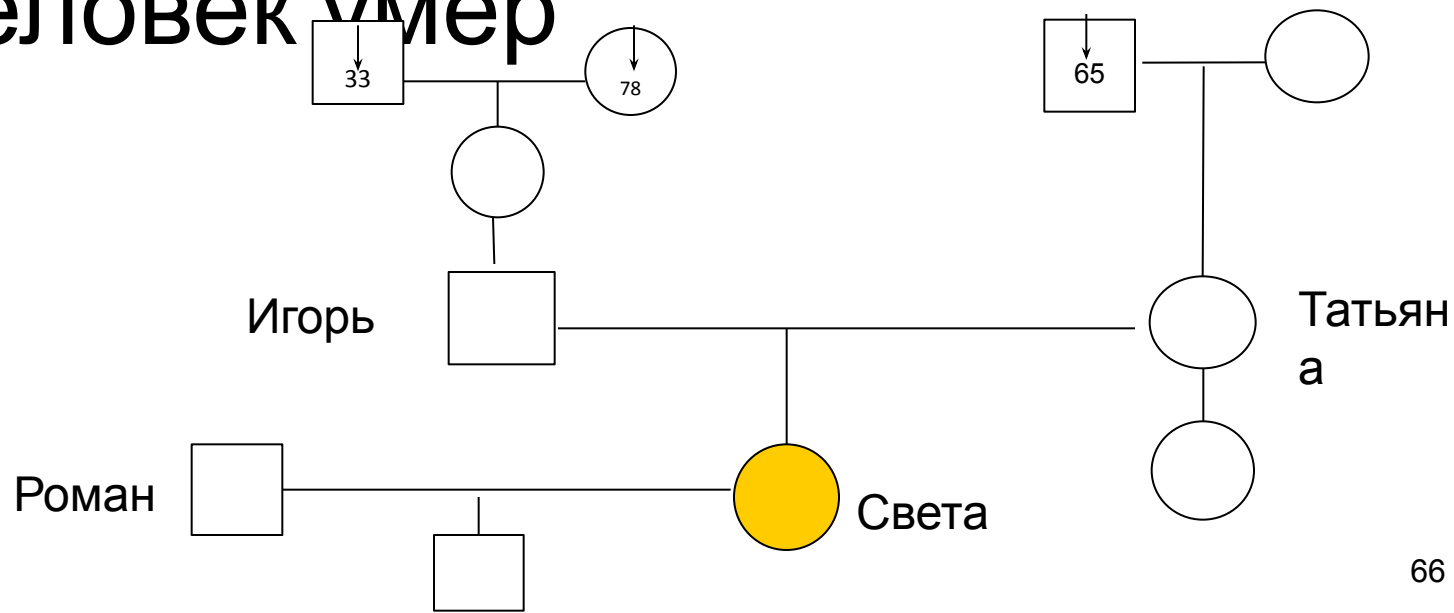 еловек умер
33
78
65
Игорь
Татьян
а
Роман
Света
66